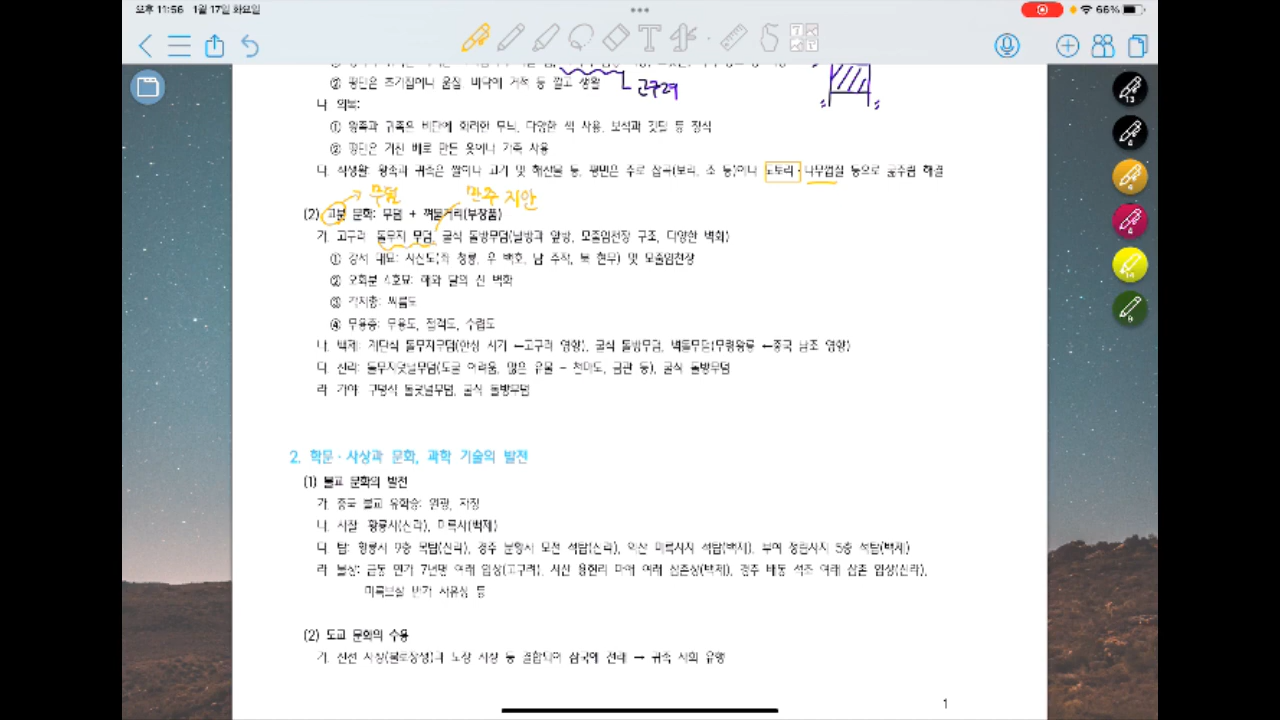 오후 11:56 1월 17일 화요일
66%
② 평민은 초가집이나 움집 바닥에 거적 등 깔고 생활
고구려
나. 의복:
① 왕족과 귀족은 비단에 화려한 무늬, 다양한 색 사용, 보석과 깃털 등 장식
② 평민은 거친 베로 만든 옷이나 가죽 사용
다. 식생활: 왕족과 귀족은 쌀이나 고기 및 해산물 등, 평민은 주로 잡곡(보리, 조 등)이나 도토리·나무껍질 등으로 굶주림 해결
무덤 만주 지안
(2) 고분 문화: 무덤 + 껴묻거리(부장품)
가. 고구려: 돌무지 무덤, 굴식 돌방무덤(널방과 앞방, 모줄임천장 구조, 다양한 벽화)
① 강서 대묘: 사신도(좌 청룡, 우 백호, 남 주작, 북 현무) 및 모줄임천장
② 오회분 4호묘: 해와 달의 신 벽화
③ 각저총: 씨름도
④ 무용총: 무용도, 접객도, 수렵도
나. 백제: 계단식 돌무지무덤(한성 시기 ←고구려 영향), 굴식 돌방무덤, 벽돌무덤(무령왕릉 ←중국 남조 영향)
다. 신라: 돌무지덧널무덤(도굴 어려움, 많은 유물 - 천마도, 금관 등), 굴식 돌방무덤
라. 가야: 구덩식 돌덧널무덤, 굴식 돌방무덤
2. 학문·사상과 문화, 과학 기술의 발전
(1) 불교 문화의 발전
가. 중국 불교 유학승: 원광, 자장
나. 사찰: 황룡사(신라), 미륵사(백제)
다. 탑: 황룡사 9층 목탑(신라), 경주 분황사 모전 석탑(신라), 익산 미륵사지 석탑(백제), 부여 정림사지 5층 석탑(백제)
라. 불상: 금동 연가 7년명 여래 입상(고구려), 서산 용현리 마애 여래 삼존상(백제), 경주 배동 석조 여래 삼존 입상(신라),
미륵보살 반가 사유상 등
(2) 도교 문화의 수용
가. 신선 사상(불로장생)과 노장 사상 등 결합되어 삼국에 전래 → 귀족 사회 유행
1